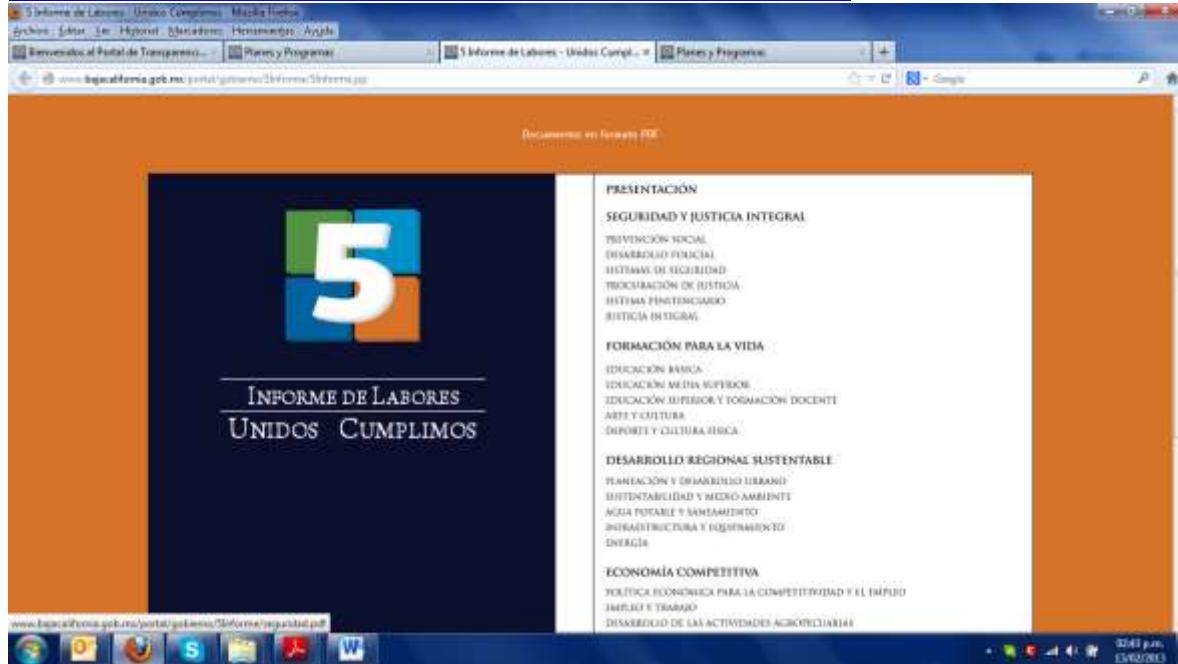 5 Informe de Labores - Unidos Cumplimos - Mozilla Firefox
Archivo Editar Ver Historial Marcadores Herramientas Ayuda
Bienvenidos al Portal de Transparenci... Planes y Programas 5 Informe de Labores - Unidos Cumpl... Planes y Programas
www.bajacalifornia.gob.mx/portal/gobierno/5Informe/5Informe.jsp Google
Documentos en formato PDF
5
INFORME DE LABORES
UNIDOS CUMPLIMOS
PRESENTACIÓN
SEGURIDAD Y JUSTICIA INTEGRAL
PREVENCIÓN SOCIAL
DESARROLLO POLICIAL
SISTEMAS DE SEGURIDAD
PROCURACIÓN DE JUSTICIA
SISTEMA PENITENCIARIO
JUSTICIA INTEGRAL
FORMACIÓN PARA LA VIDA
EDUCACIÓN BÁSICA
EDUCACIÓN MEDIA SUPERIOR
EDUCACIÓN SUPERIOR Y FORMACIÓN DOCENTE
ARTE Y CULTURA
DEPORTE Y CULTURA FÍSICA
DESARROLLO REGIONAL SUSTENTABLE
PLANEACIÓN Y DESARROLLO URBANO
SUSTENTABILIDAD Y MEDIO AMBIENTE
AGUA POTABLE Y SANEAMIENTO
INFRAESTRUCTURA Y EQUIPAMIENTO
ENERGÍA
ECONOMÍA COMPETITIVA
POLÍTICA ECONÓMICA PARA LA COMPETITIVIDAD Y EL EMPLEO
EMPLEO Y TRABAJO
DESARROLLO DE LAS ACTIVIDADES AGROPECUARIAS
www.bajacalifornia.gob.mx/portal/gobierno/5Informe/seguridad.pdf
02:43 p.m.
13/02/2013